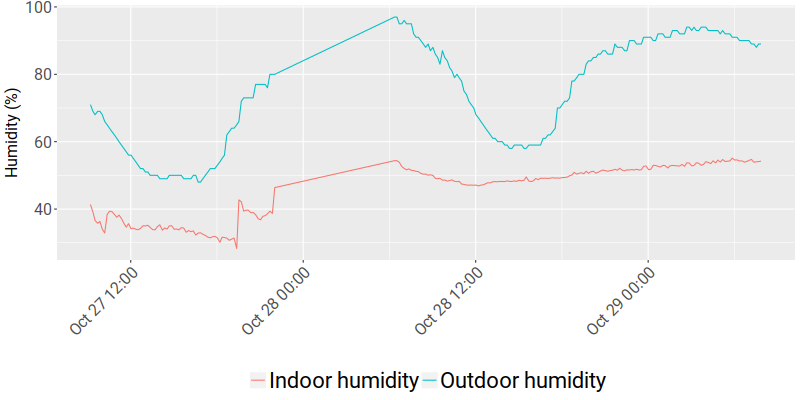 100
80
60
40
Humidity (%)
Oct 27 12:00
Oct 28 00:00
Oct 28 12:00
Oct 29 00:00
Indoor humidity Outdoor humidity